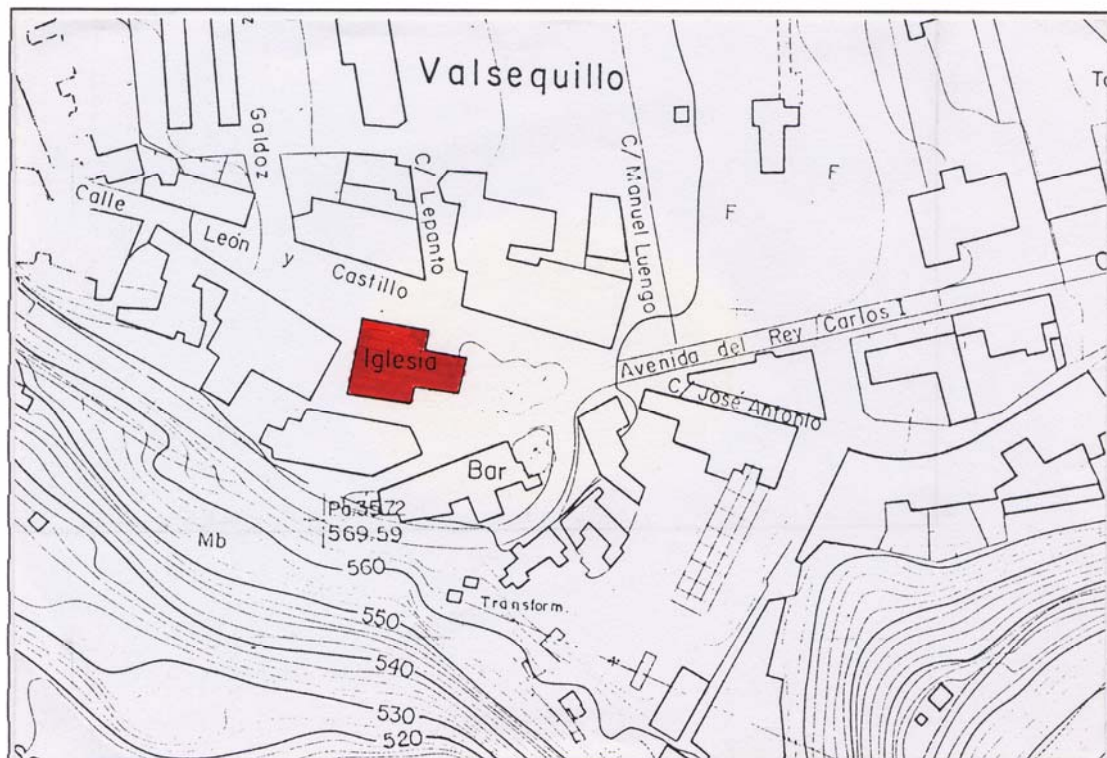 Valsequillo
Galdoz
C/ Lepanto
C/ Manuel Luengo
F
F
Calle León y Castillo
Iglesia
Avenida del Rey Carlos I
C/ José Antonio
Bar
569.59
Mb
560
550
540
530
520
Transform.